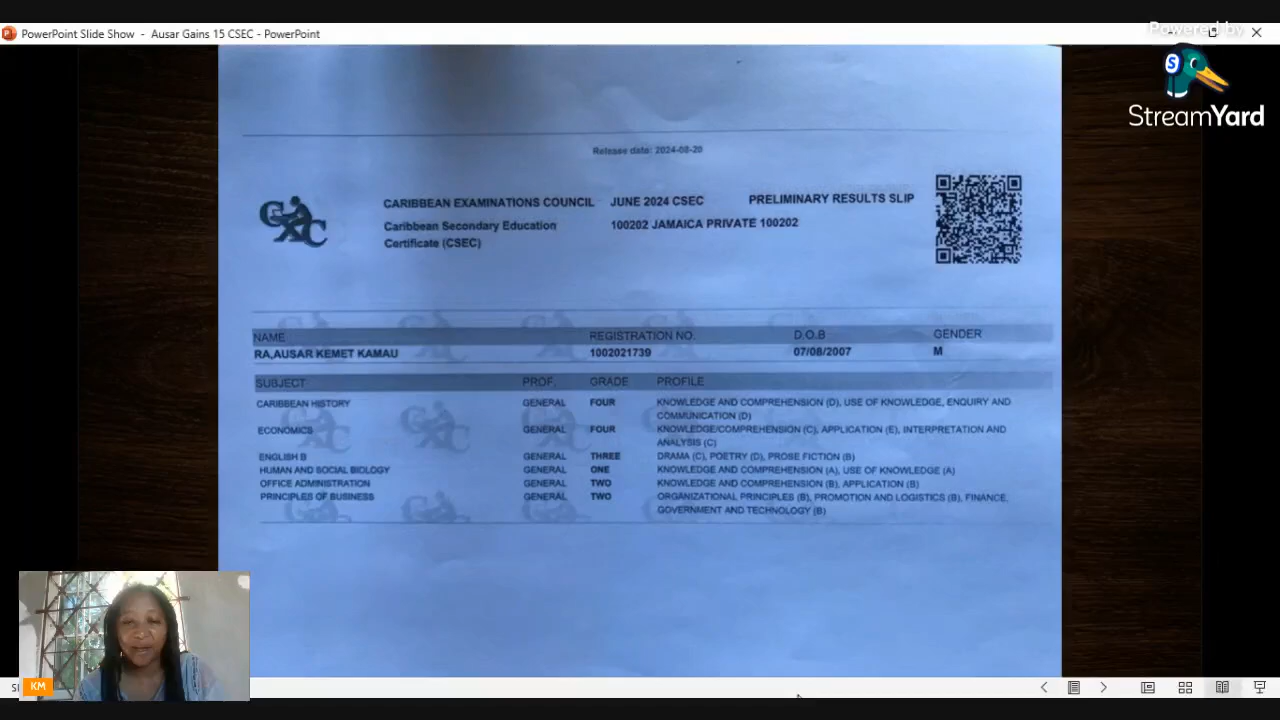 PowerPoint Slide Show - Ausar Gains 15 CSEC - PowerPoint
Powered by
StreamYard
Release date: 2024-08-20
CXC
CARIBBEAN EXAMINATIONS COUNCIL JUNE 2024 CSEC PRELIMINARY RESULTS SLIP
Caribbean Secondary Education 100202 JAMAICA PRIVATE 100202
Certificate (CSEC)
NAME REGISTRATION NO. D.O.B GENDER
RA,AUSAR KEMET KAMAU 1002021739 07/08/2007 M
SUBJECT PROF. GRADE PROFILE
CARIBBEAN HISTORY GENERAL FOUR KNOWLEDGE AND COMPREHENSION (D), USE OF KNOWLEDGE, ENQUIRY AND
COMMUNICATION (D)
ECONOMICS GENERAL FOUR KNOWLEDGE/COMPREHENSION (C), APPLICATION (E), INTERPRETATION AND
ANALYSIS (C)
ENGLISH B GENERAL THREE DRAMA (C), POETRY (D), PROSE FICTION (B)
HUMAN AND SOCIAL BIOLOGY GENERAL ONE KNOWLEDGE AND COMPREHENSION (A), USE OF KNOWLEDGE (A)
OFFICE ADMINISTRATION GENERAL TWO KNOWLEDGE AND COMPREHENSION (B), APPLICATION (B)
PRINCIPLES OF BUSINESS GENERAL TWO ORGANIZATIONAL PRINCIPLES (B), PROMOTION AND LOGISTICS (B), FINANCE,
GOVERNMENT AND TECHNOLOGY (B)
KM